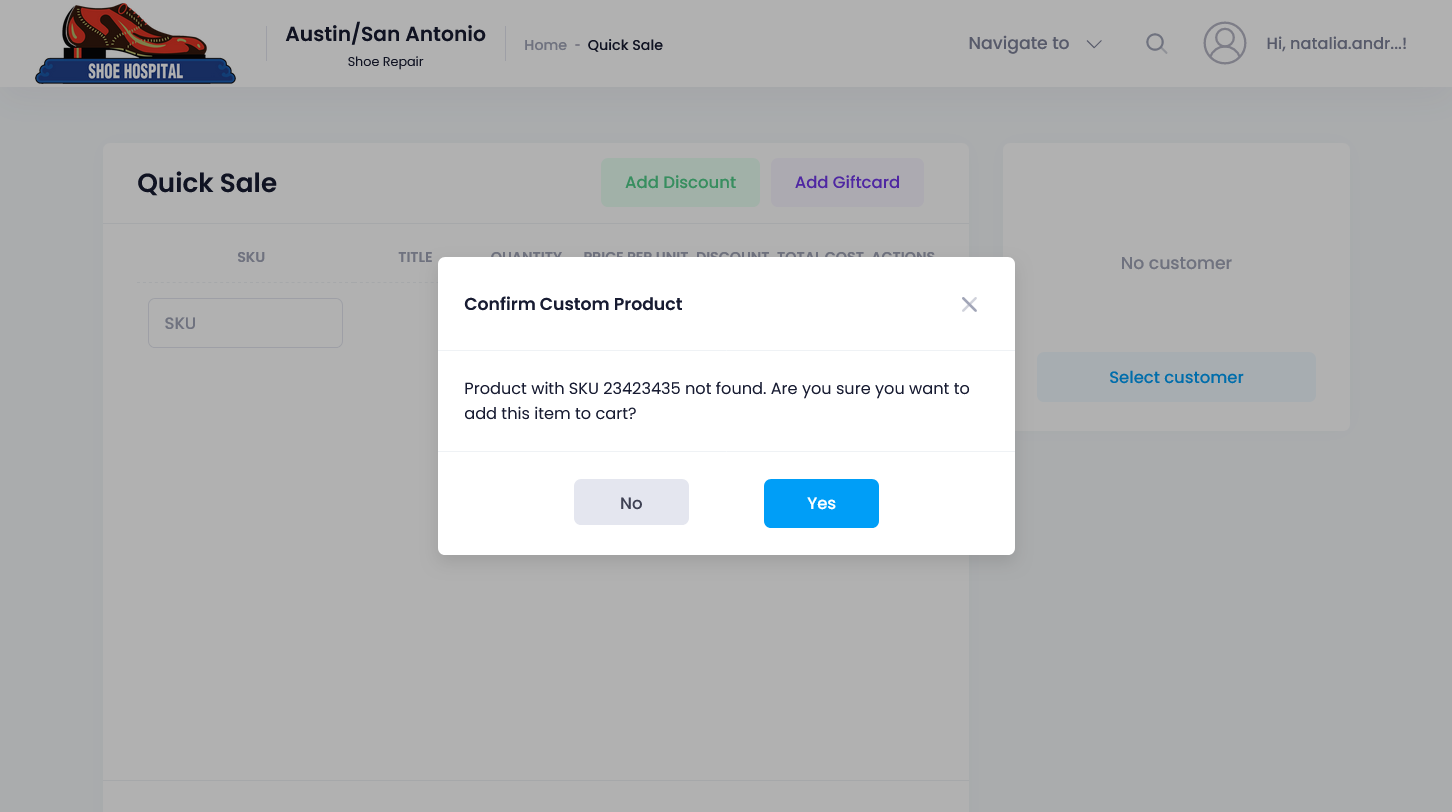 SHOE HOSPITAL
Austin/San Antonio
Shoe Repair
Home - Quick Sale
Navigate to
Hi, natalia.andr...!
Quick Sale
Add Discount
Add Giftcard
No customer
SKU TITLE QUANTITY PRICE PER UNIT DISCOUNT TOTAL COST ACTIONS
SKU
Select customer
Confirm Custom Product
Product with SKU 23423435 not found. Are you sure you want to
add this item to cart?
No
Yes